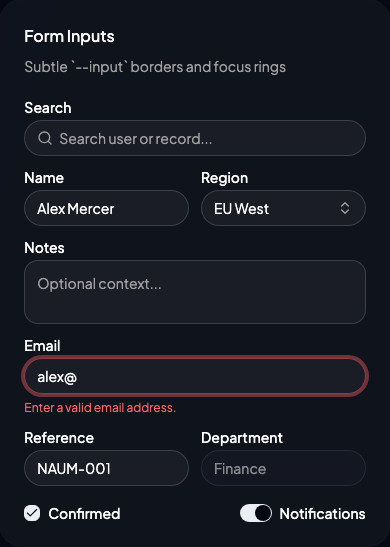 Form Inputs
Subtle `--input` borders and focus rings
Search
Search user or record...
Name
Region
Alex Mercer
EU West
Notes
Optional context...
Email
alex@
Enter a valid email address.
Reference
Department
NAUM-001
Finance
Confirmed
Notifications